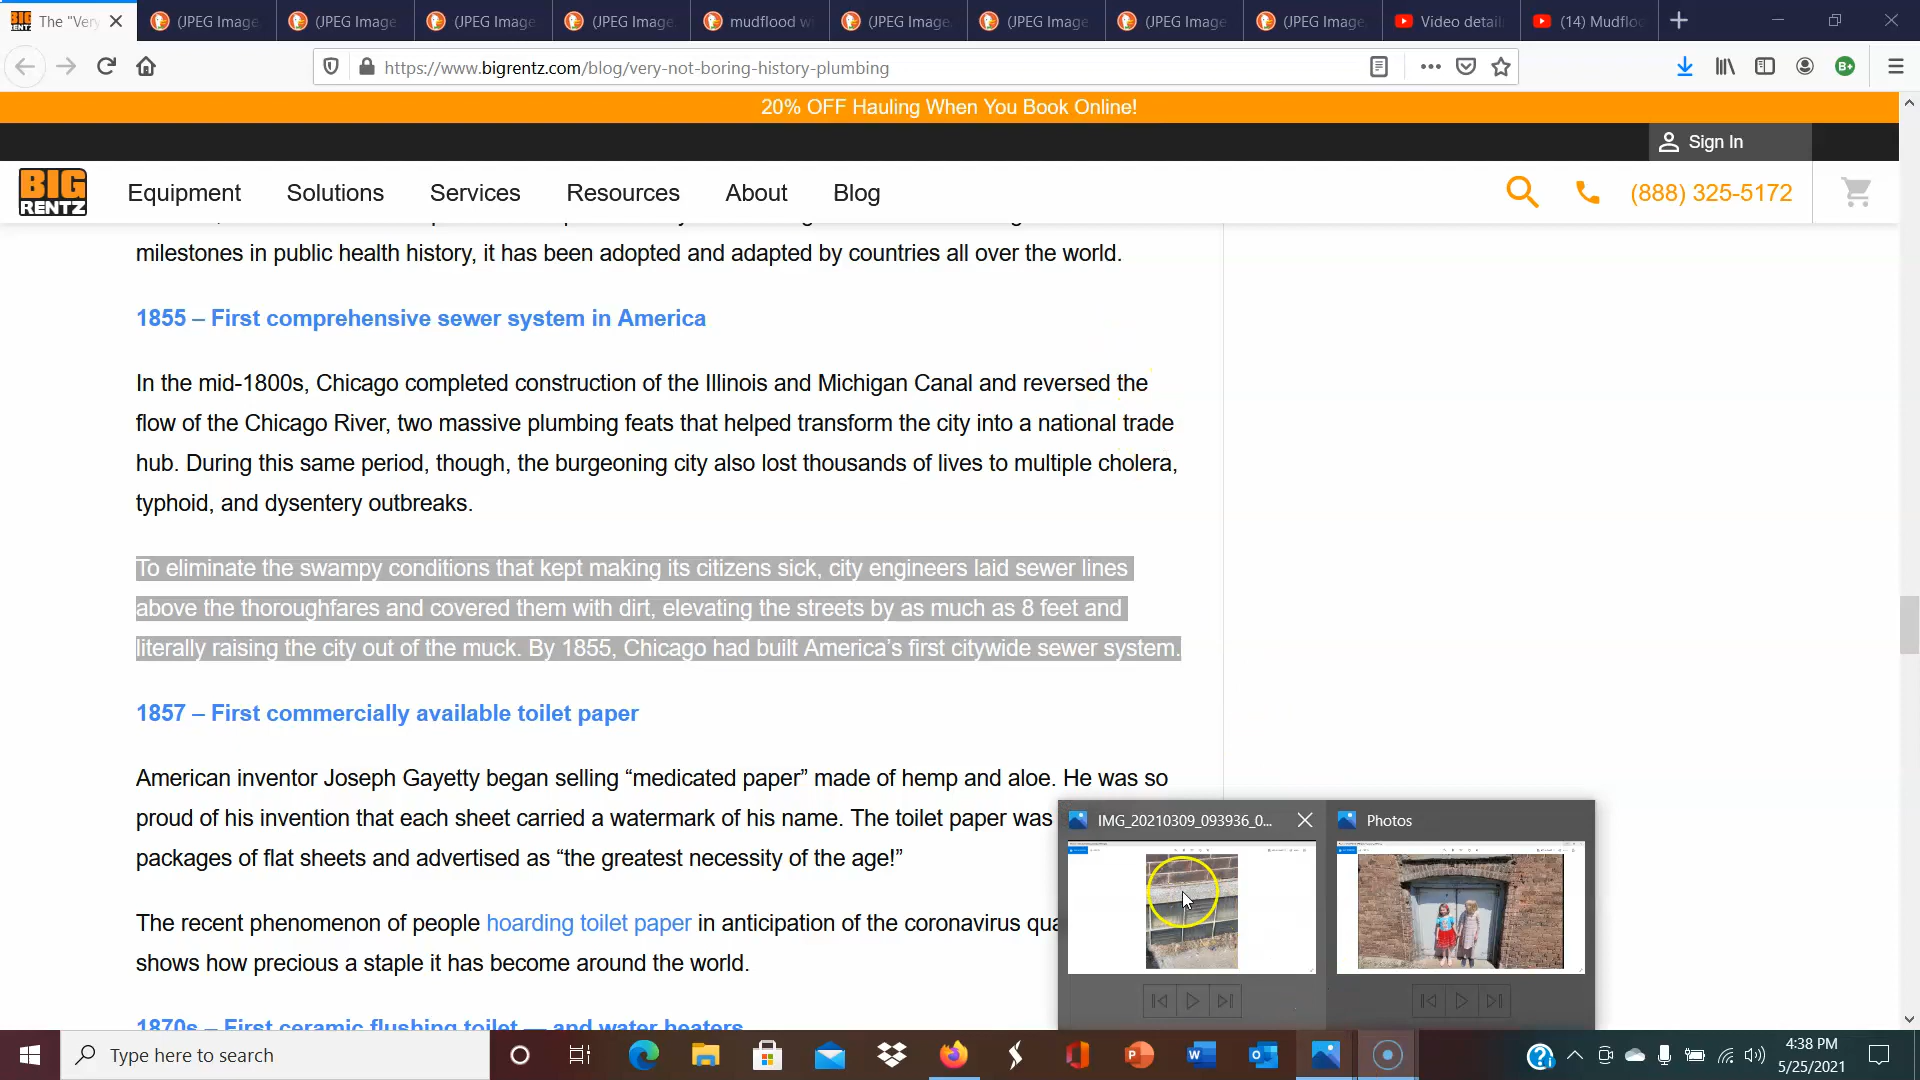 The "Very
(JPEG Image
(JPEG Image
(JPEG Image
(JPEG Image
mudflood wi
(JPEG Image
(JPEG Image
(JPEG Image
(JPEG Image
Video detail
(14) Mudfloo
https://www.bigrentz.com/blog/very-not-boring-history-plumbing
20% OFF Hauling When You Book Online!
Sign In
BIG
RENTZ
Equipment
Solutions
Services
Resources
About
Blog
(888) 325-5172
milestones in public health history, it has been adopted and adapted by countries all over the world.
1855 – First comprehensive sewer system in America
In the mid-1800s, Chicago completed construction of the Illinois and Michigan Canal and reversed the
flow of the Chicago River, two massive plumbing feats that helped transform the city into a national trade
hub. During this same period, though, the burgeoning city also lost thousands of lives to multiple cholera,
typhoid, and dysentery outbreaks.
To eliminate the swampy conditions that kept making its citizens sick, city engineers laid sewer lines
above the thoroughfares and covered them with dirt, elevating the streets by as much as 8 feet and
literally raising the city out of the muck. By 1855, Chicago had built America’s first citywide sewer system.
1857 – First commercially available toilet paper
American inventor Joseph Gayetty began selling “medicated paper” made of hemp and aloe. He was so
proud of his invention that each sheet carried a watermark of his name. The toilet paper was
packages of flat sheets and advertised as “the greatest necessity of the age!”
The recent phenomenon of people hoarding toilet paper in anticipation of the coronavirus qua
shows how precious a staple it has become around the world.
1870s – First ceramic flushing toilet — and water heaters
IMG_20210309_093936_0...
Photos
Type here to search
4:38 PM
5/25/2021